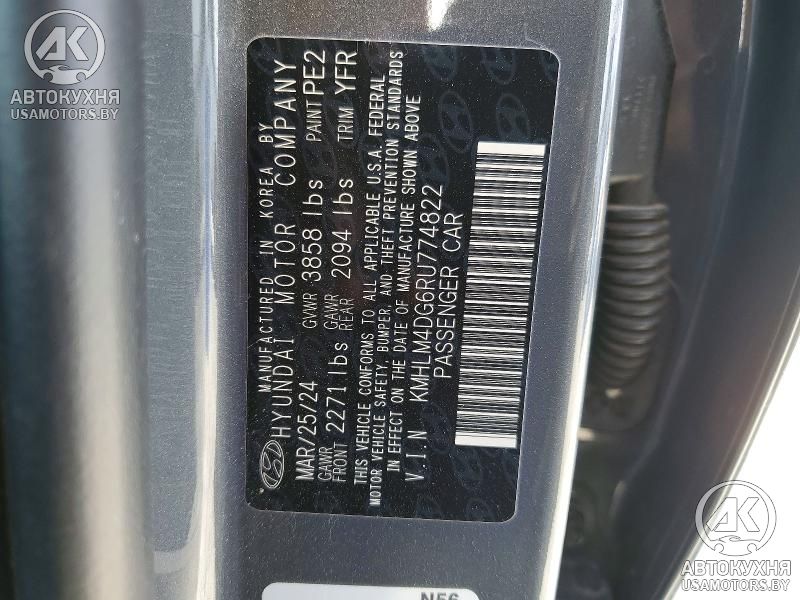 AK
АВТОКУХНЯ
USAMOTORS.BY
MANUFACTURED IN KOREA BY
HYUNDAI MOTOR COMPANY
MAR/25/24 GVWR 3858 lbs PAINT PE2
GAWR FRONT 2271 lbs GAWR REAR 2094 lbs TRIM YFR
THIS VEHICLE CONFORMS TO ALL APPLICABLE U.S.A. FEDERAL
MOTOR VEHICLE SAFETY, BUMPER, AND THEFT PREVENTION STANDARDS
IN EFFECT ON THE DATE OF MANUFACTURE SHOWN ABOVE
V.I.N KMHLM4DG6RU774822
PASSENGER CAR
N56
AK
АВТОКУХНЯ
USAMOTORS.BY